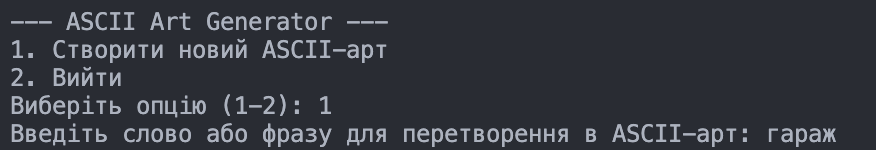 --- ASCII Art Generator ---
1. Створити новий ASCII-арт
2. Вийти
Виберіть опцію (1-2): 1
Введіть слово або фразу для перетворення в ASCII-арт: гараж